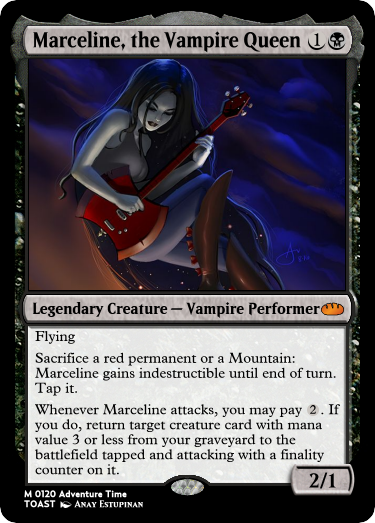 Marceline, the Vampire Queen 1
Legendary Creature — Vampire Performer
Flying
Sacrifice a red permanent or a Mountain:
Marceline gains indestructible until end of turn.
Tap it.
Whenever Marceline attacks, you may pay 2. If
you do, return target creature card with mana
value 3 or less from your graveyard to the
battlefield tapped and attacking with a finality
counter on it.
2/1
M 0120 Adventure Time
TOAST Anay Estupinan